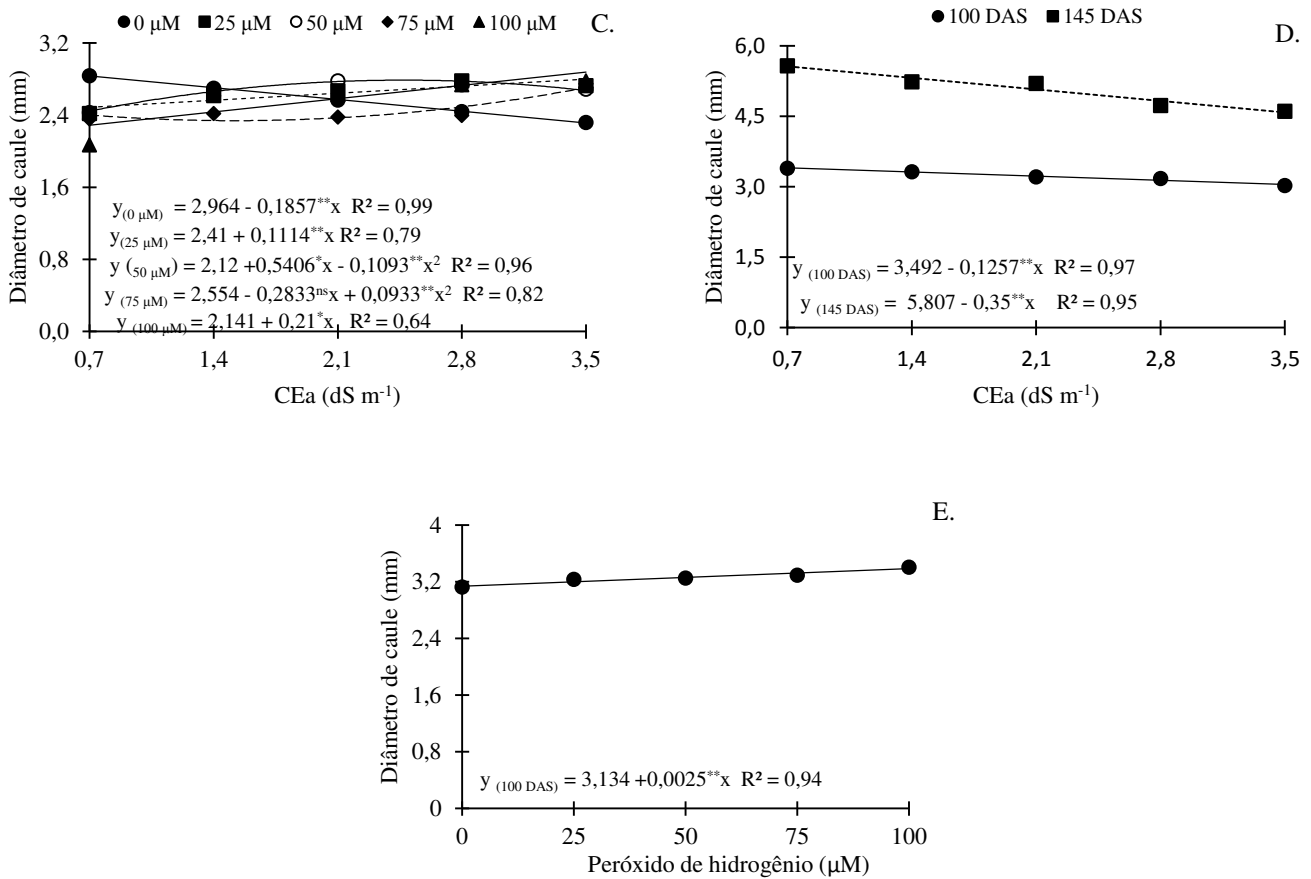 ● 0 μM ■ 25 μM ○ 50 μM ◆ 75 μM ▲ 100 μM
C.
Diâmetro de caule (mm)
3,2
2,4
1,6
0,8
0,0
y(0 μM) = 2,964 - 0,1857**x R² = 0,99
y(25 μM) = 2,41 + 0,1114**x R² = 0,79
y (50 μM) = 2,12 +0,5406*x - 0,1093**x² R² = 0,96
y (75 μM) = 2,554 - 0,2833nsx + 0,0933**x² R² = 0,82
y (100 μM) = 2,141 + 0,21*x R² = 0,64
0,7 1,4 2,1 2,8 3,5
CEa (dS m-1)
● 100 DAS ■ 145 DAS
D.
Diâmetro de caule (mm)
6,0
4,5
3,0
1,5
0,0
y (100 DAS) = 3,492 - 0,1257**x R² = 0,97
y (145 DAS) = 5,807 - 0,35**x R² = 0,95
0,7 1,4 2,1 2,8 3,5
CEa (dS m-1)
E.
Diâmetro de caule (mm)
4
3,2
2,4
1,6
0,8
0
y (100 DAS) = 3,134 +0,0025**x R² = 0,94
0 25 50 75 100
Peróxido de hidrogênio (μM)